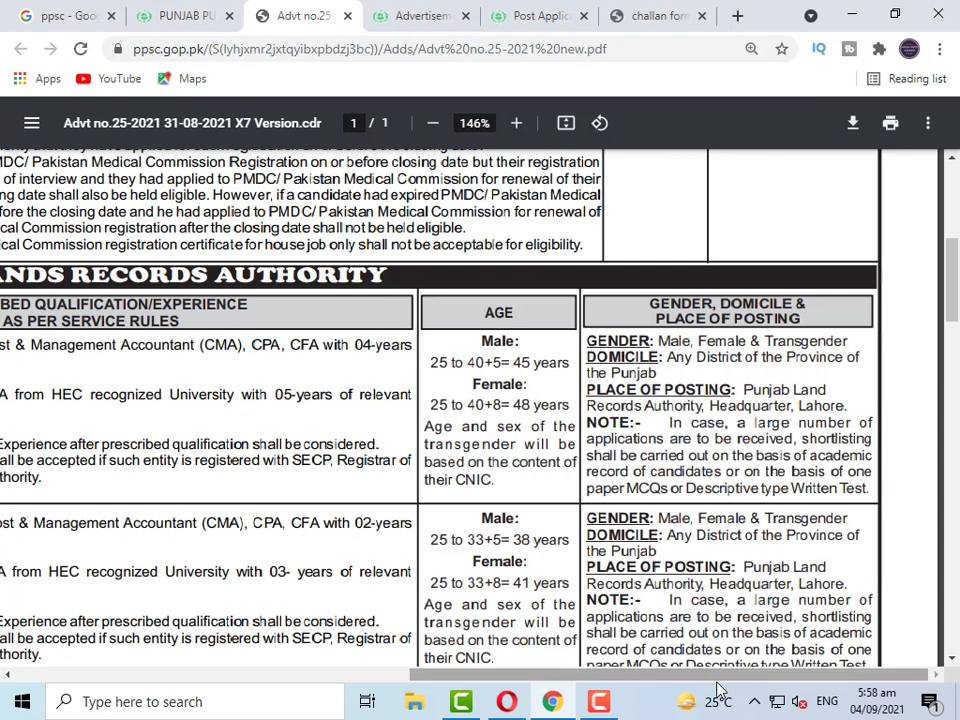 ppsc - Goo
PUNJAB PU
Advt no.25-
Advertisem
Post Applic
challan form
ppsc.gop.pk/(S(lyhjxmr2jxtqyibxpbdzj3bc))/Adds/Advt%20no.25-2021%20new.pdf
IQ
Apps
YouTube
Maps
Reading list
Advt no.25-2021 31-08-2021 X7 Version.cdr
1 / 1
146%
MDC/ Pakistan Medical Commission Registration on or before closing date but their registration
of interview and they had applied to PMDC/ Pakistan Medical Commission for renewal of their
ng date shall also be held eligible. However, if a candidate had expired PMDC/ Pakistan Medical
fore the closing date and he had applied to PMDC/ Pakistan Medical Commission for renewal of
cal Commission registration after the closing date shall not be held eligible.
cal Commission registration certificate for house job only shall not be acceptable for eligibility.
ANDS RECORDS AUTHORITY
BED QUALIFICATION/EXPERIENCE
AS PER SERVICE RULES
AGE
GENDER, DOMICILE &
PLACE OF POSTING
st & Management Accountant (CMA), CPA, CFA with 04-years
A from HEC recognized University with 05-years of relevant
Experience after prescribed qualification shall be considered.
all be accepted if such entity is registered with SECP, Registrar of
thority.
Male:
25 to 40+5= 45 years
Female:
25 to 40+8= 48 years
Age and sex of the
transgender will be
based on the content of
their CNIC.
GENDER: Male, Female & Transgender
DOMICILE: Any District of the Province of
the Punjab
PLACE OF POSTING: Punjab Land
Records Authority, Headquarter, Lahore.
NOTE:- In case, a large number of
applications are to be received, shortlisting
shall be carried out on the basis of academic
record of candidates or on the basis of one
paper MCQs or Descriptive type Written Test.
st & Management Accountant (CMA), CPA, CFA with 02-years
A from HEC recognized University with 03- years of relevant
Experience after prescribed qualification shall be considered.
all be accepted if such entity is registered with SECP, Registrar of
thority.
Male:
25 to 33+5= 38 years
Female:
25 to 33+8= 41 years
Age and sex of the
transgender will be
based on the content of
their CNIC.
GENDER: Male, Female & Transgender
DOMICILE: Any District of the Province of
the Punjab
PLACE OF POSTING: Punjab Land
Records Authority, Headquarter, Lahore.
NOTE:- In case, a large number of
applications are to be received, shortlisting
shall be carried out on the basis of academic
record of candidates or on the basis of one
paper MCQs or Descriptive type Written Test.
Type here to search
25°C
ENG
5:58 am
04/09/2021
1